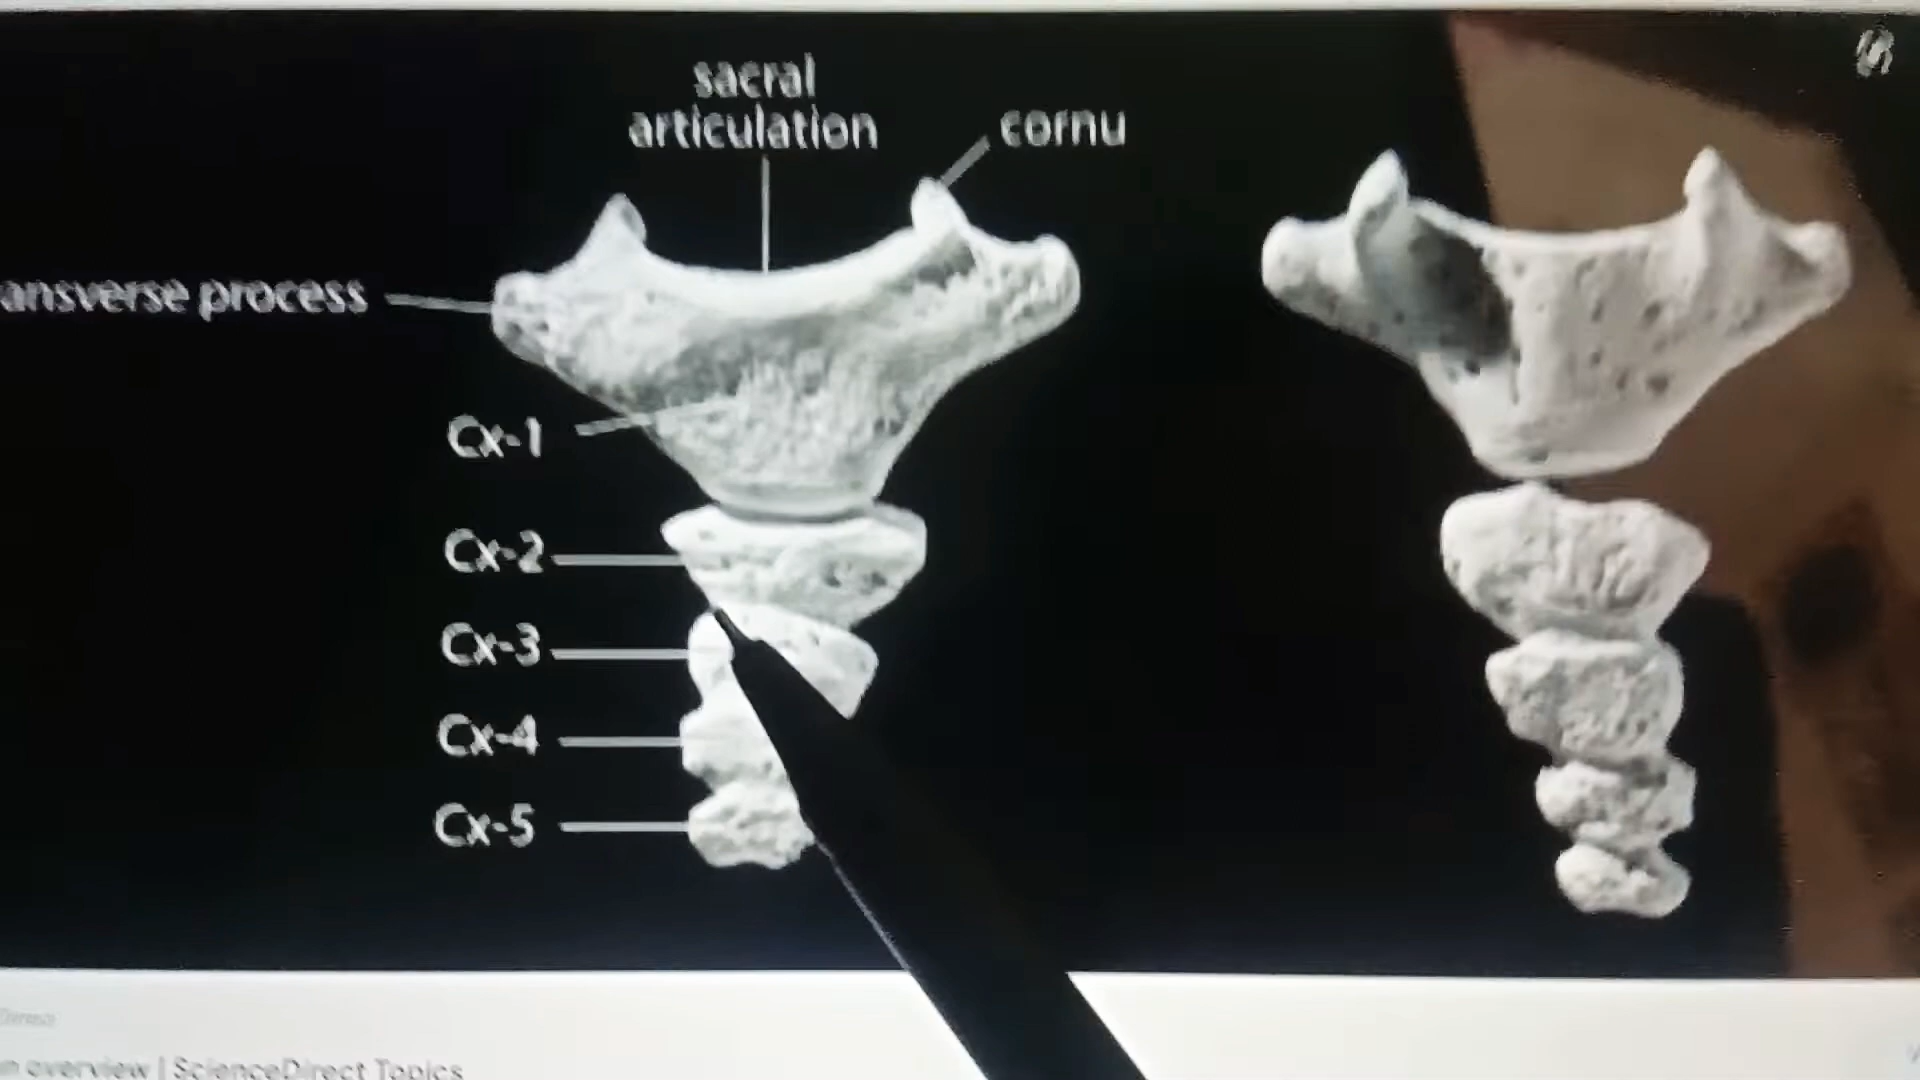 sacral
articulation
cornu
ansverse process
Cx-1
Cx-2
Cx-3
Cx-4
Cx-5
n overview | ScienceDirect Topics